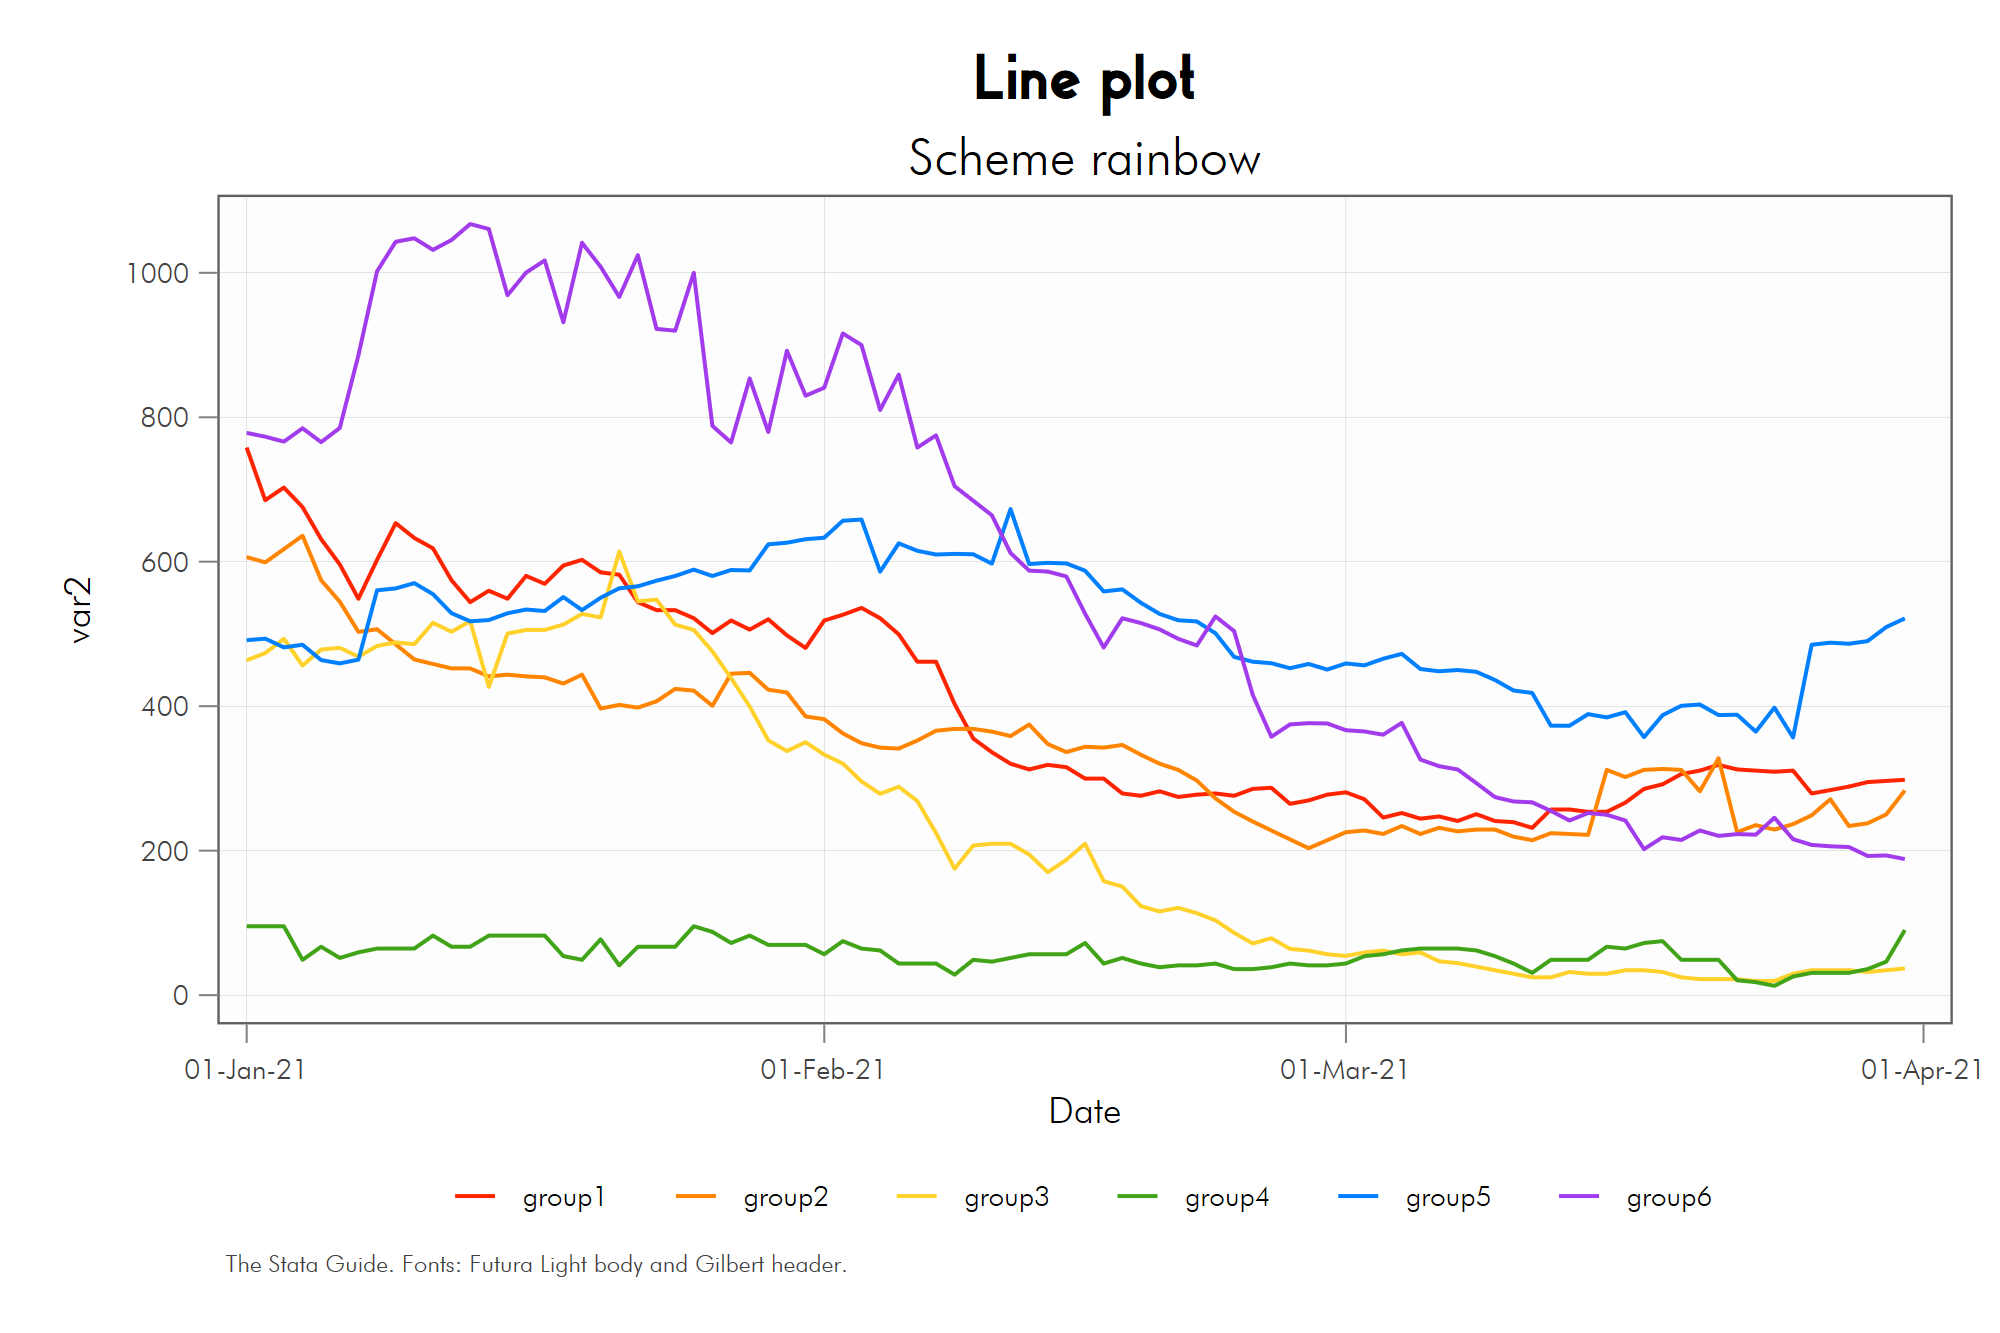 Line plot
Scheme rainbow
1000
800
600
400
200
0
var2
01-Jan-21 01-Feb-21 01-Mar-21 01-Apr-21
Date
group1 group2 group3 group4 group5 group6
The Stata Guide. Fonts: Futura Light body and Gilbert header.